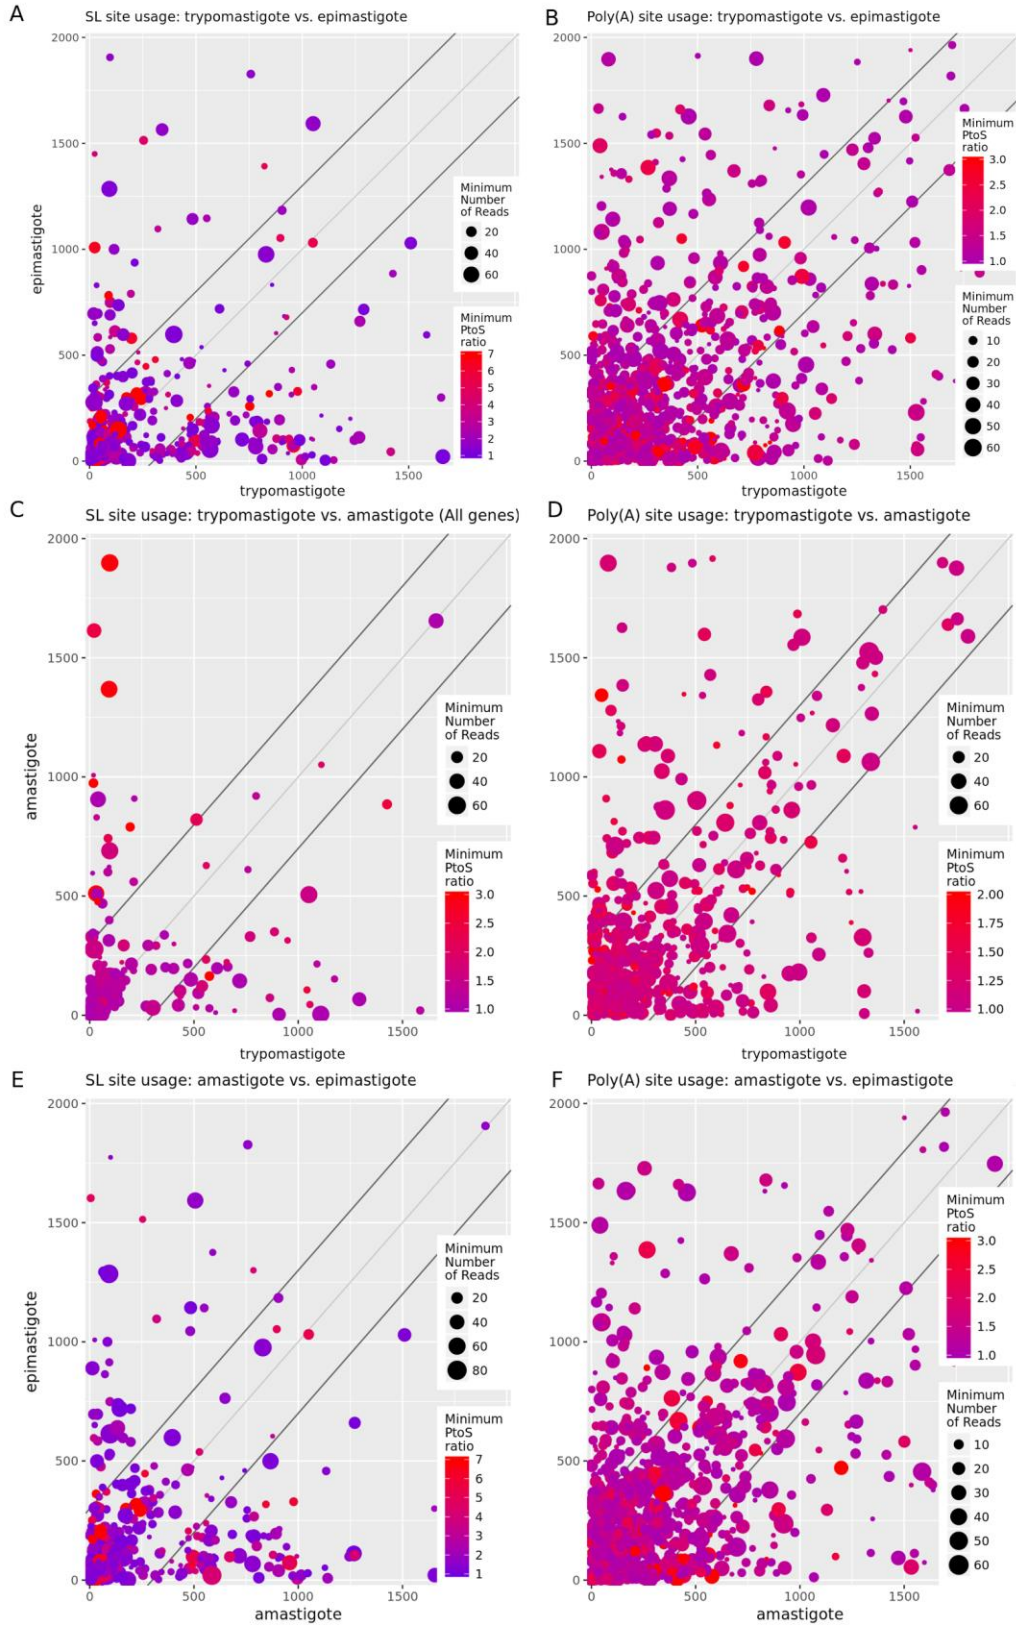 A
SL site usage: trypomastigote vs. epimastigote
2000
1500
1000
500
0
epimastigote
0
500
1000
1500
trypomastigote
Minimum
Number
of Reads
20
40
60
Minimum
PtoS
ratio
7
6
5
4
3
2
1
B
Poly(A) site usage: trypomastigote vs. epimastigote
2000
1500
1000
500
0
0
500
1000
1500
trypomastigote
Minimum
PtoS
ratio
3.0
2.5
2.0
1.5
1.0
Minimum
Number
of Reads
10
20
30
40
50
60
C
SL site usage: trypomastigote vs. amastigote (All genes)
2000
1500
1000
500
0
amastigote
0
500
1000
1500
trypomastigote
Minimum
Number
of Reads
20
40
60
Minimum
PtoS
ratio
3.0
2.5
2.0
1.5
1.0
D
Poly(A) site usage: trypomastigote vs. amastigote
2000
1500
1000
500
0
0
500
1000
1500
trypomastigote
Minimum
Number
of Reads
20
40
60
Minimum
PtoS
ratio
2.00
1.75
1.50
1.25
1.00
E
SL site usage: amastigote vs. epimastigote
2000
1500
1000
500
0
epimastigote
0
500
1000
1500
amastigote
Minimum
Number
of Reads
20
40
60
80
Minimum
PtoS
ratio
7
6
5
4
3
2
1
F
Poly(A) site usage: amastigote vs. epimastigote
2000
1500
1000
500
0
0
500
1000
1500
amastigote
Minimum
PtoS
ratio
3.0
2.5
2.0
1.5
1.0
Minimum
Number
of Reads
10
20
30
40
50
60